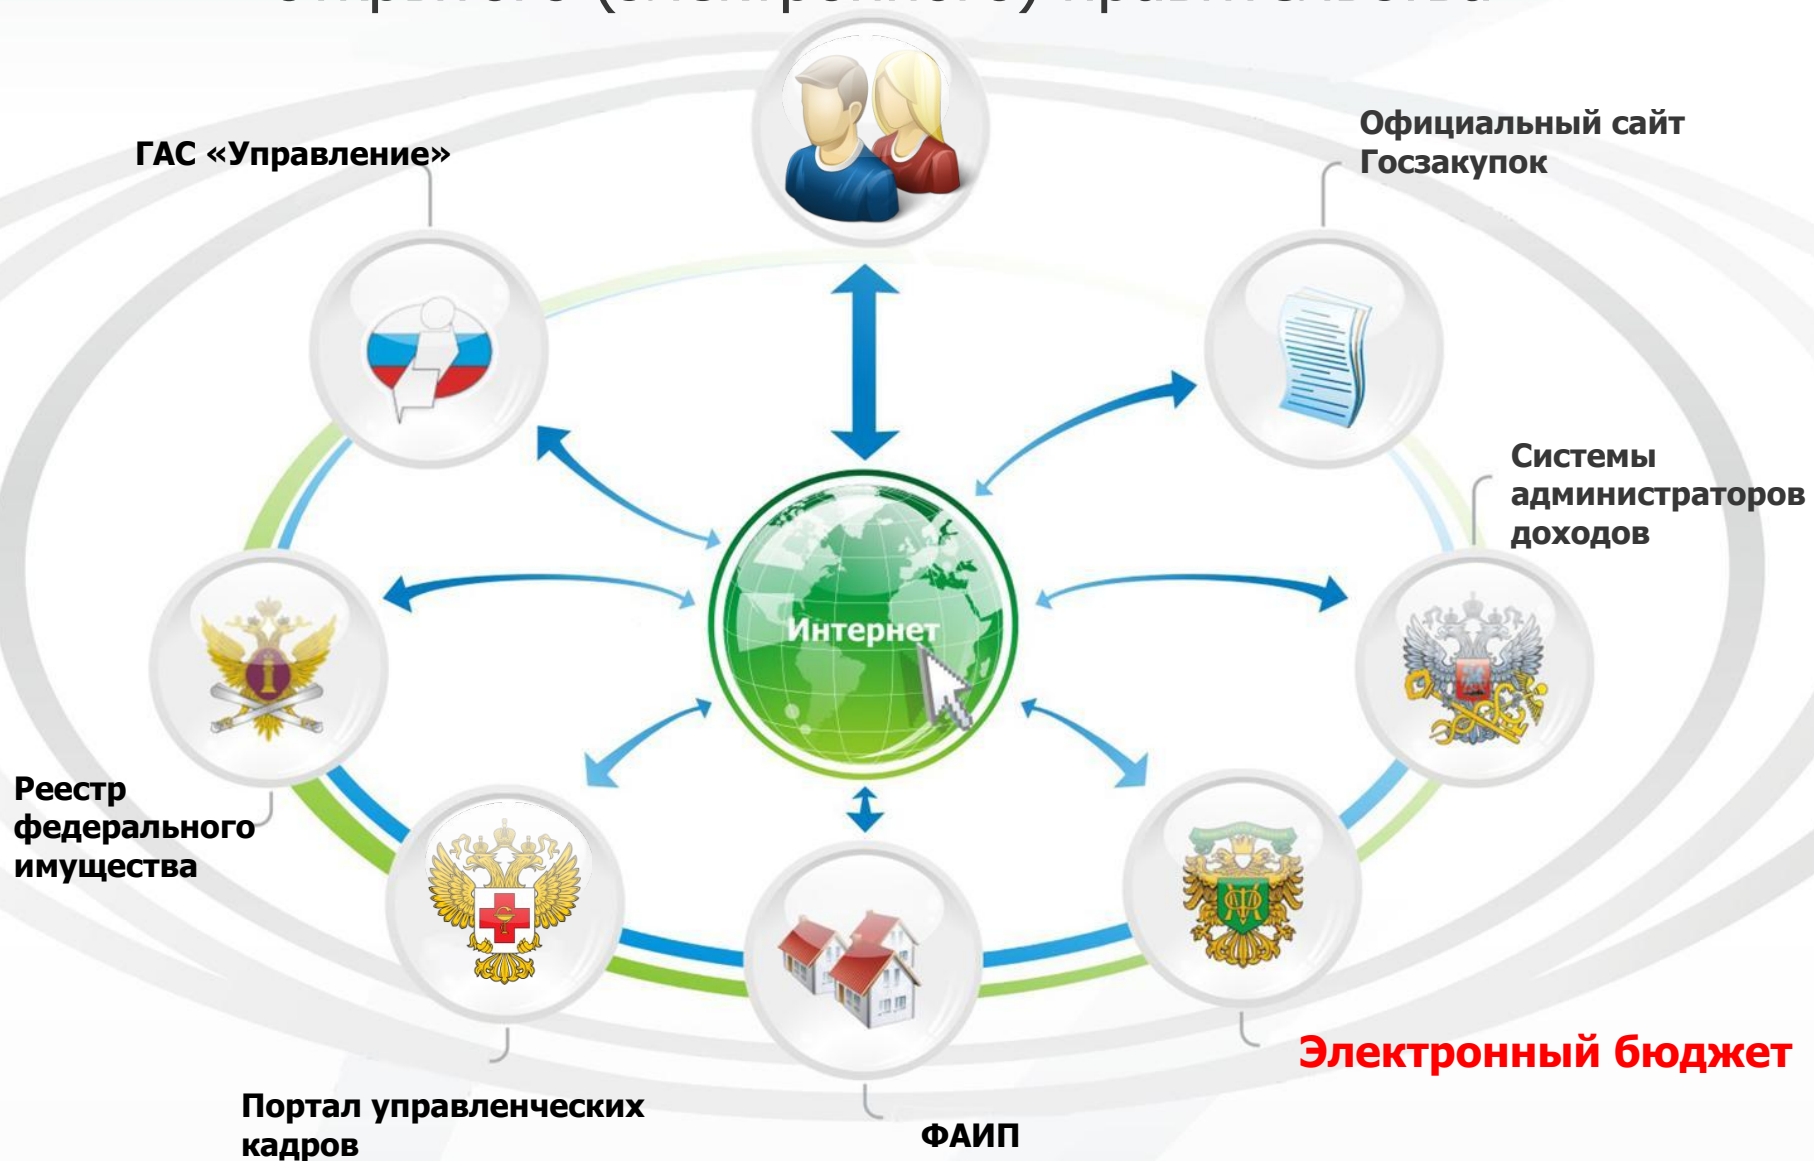 ГАС «Управление»
Официальный сайт
Госзакупок
Системы
администраторов
доходов
Интернет
Реестр
федерального
имущества
Электронный бюджет
Портал управленческих
кадров
ФАИП